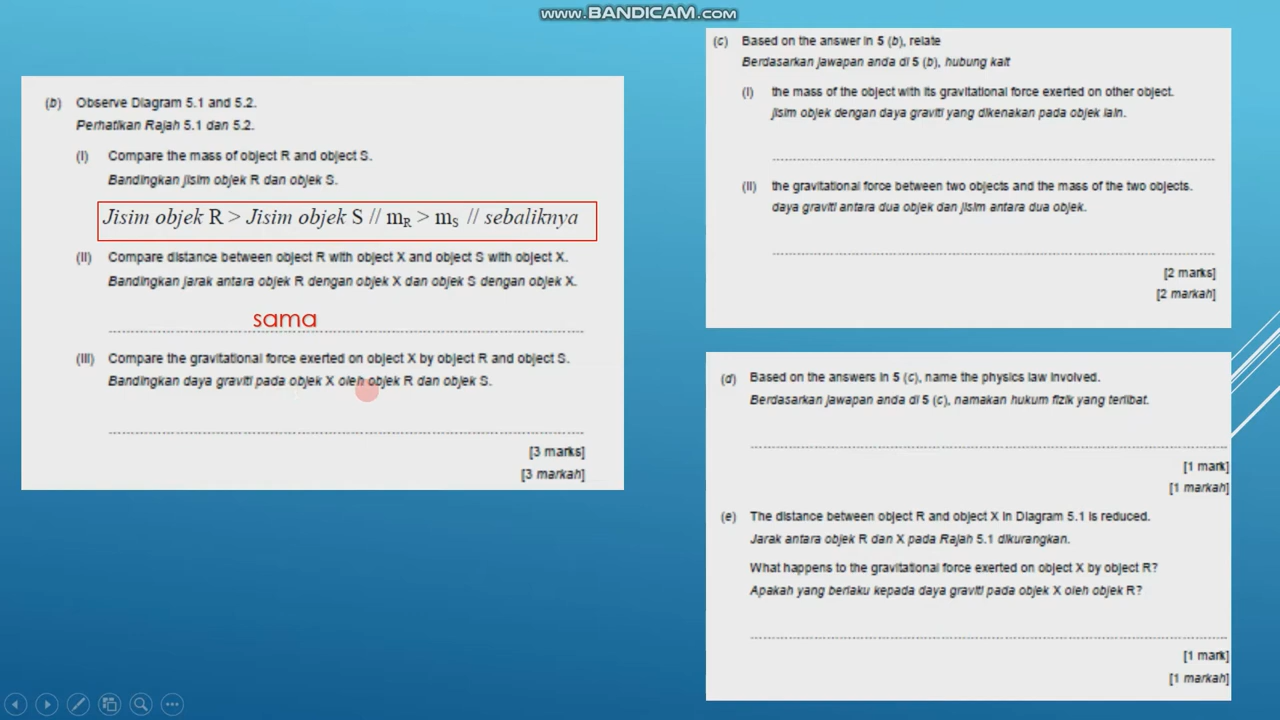 www.BANDICAM.com
(b) Observe Diagram 5.1 and 5.2.
Perhatikan Rajah 5.1 dan 5.2.
(i) Compare the mass of object R and object S.
Bandingkan jisim objek R dan objek S.
Jisim objek R > Jisim objek S // mR > mS // sebaliknya
(ii) Compare distance between object R with object X and object S with object X.
Bandingkan jarak antara objek R dengan objek X dan objek S dengan objek X.
sama
(iii) Compare the gravitational force exerted on object X by object R and object S.
Bandingkan daya graviti pada objek X oleh objek R dan objek S.
[3 marks]
[3 markah]
(c) Based on the answer in 5 (b), relate
Berdasarkan jawapan anda di 5 (b), hubung kait
(i) the mass of the object with its gravitational force exerted on other object.
jisim objek dengan daya graviti yang dikenakan pada objek lain.
(ii) the gravitational force between two objects and the mass of the two objects.
daya graviti antara dua objek dan jisim antara dua objek.
[2 marks]
[2 markah]
(d) Based on the answers in 5 (c), name the physics law involved.
Berdasarkan jawapan anda di 5 (c), namakan hukum fizik yang terlibat.
[1 mark]
[1 markah]
(e) The distance between object R and object X in Diagram 5.1 is reduced.
Jarak antara objek R dan X pada Rajah 5.1 dikurangkan.
What happens to the gravitational force exerted on object X by object R?
Apakah yang berlaku kepada daya graviti pada objek X oleh objek R?
[1 mark]
[1 markah]